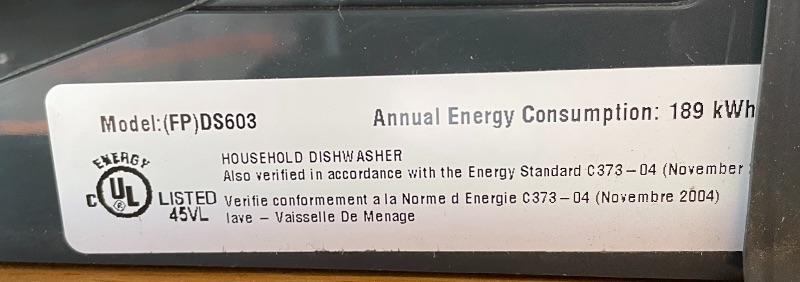 Model:(FP)DS603
Annual Energy Consumption: 189 kWh
ENERGY
C UL ®
LISTED
45VL
HOUSEHOLD DISHWASHER
Also verified in accordance with the Energy Standard C373-04 (November
Verifie conformement a la Norme d Energie C373-04 (Novembre 2004)
lave - Vaisselle De Menage